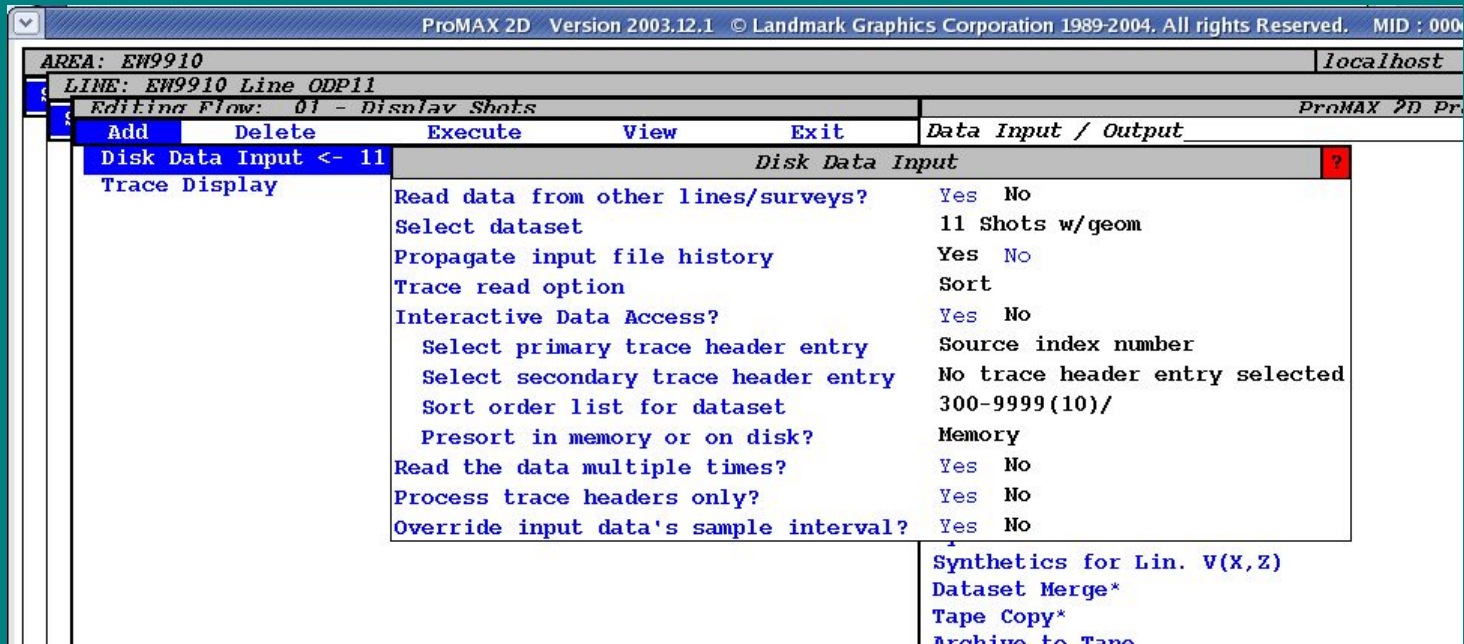 ProMAX 2D Version 2003.12.1 © Landmark Graphics Corporation 1989-2004. All rights Reserved. MID : 000
AREA: EW9910 localhost
LINE: EW9910 Line ODP11
Editing Flow: 01 - Display Shots ProMAX 2D Pr
Add Delete Execute View Exit Data Input / Output
Disk Data Input <- 11
Trace Display
Disk Data Input ?
Read data from other lines/surveys? Yes No
Select dataset 11 Shots w/geom
Propagate input file history Yes No
Trace read option Sort
Interactive Data Access? Yes No
Select primary trace header entry Source index number
Select secondary trace header entry No trace header entry selected
Sort order list for dataset 300-9999(10)/
Presort in memory or on disk? Memory
Read the data multiple times? Yes No
Process trace headers only? Yes No
Override input data's sample interval? Yes No
Synthetics for Lin. V(X,Z)
Dataset Merge*
Tape Copy*
Archive to Tape